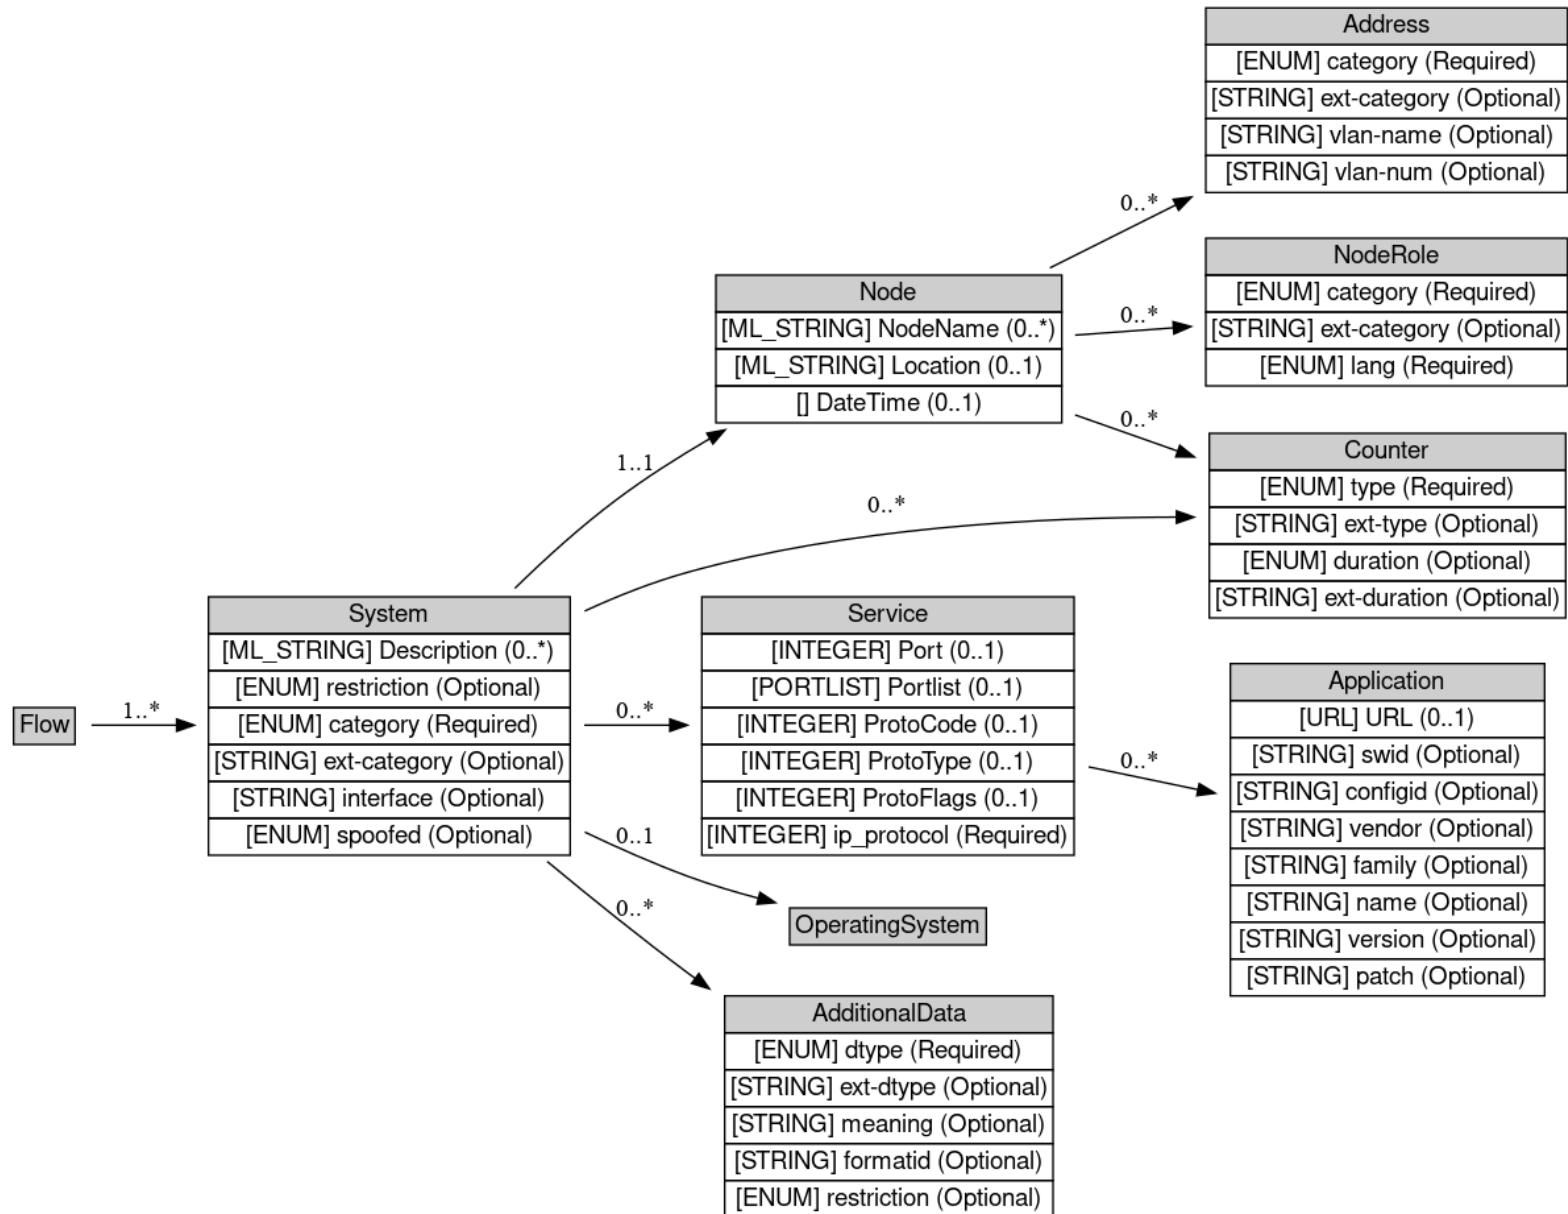 Flow
1..*
System
[ML_STRING] Description (0..*)
[ENUM] restriction (Optional)
[ENUM] category (Required)
[STRING] ext-category (Optional)
[STRING] interface (Optional)
[ENUM] spoofed (Optional)
1..1
0..*
0..*
0..1
0..*
Node
[ML_STRING] NodeName (0..*)
[ML_STRING] Location (0..1)
[] DateTime (0..1)
0..*
0..*
0..*
Service
[INTEGER] Port (0..1)
[PORTLIST] Portlist (0..1)
[INTEGER] ProtoCode (0..1)
[INTEGER] ProtoType (0..1)
[INTEGER] ProtoFlags (0..1)
[INTEGER] ip_protocol (Required)
0..*
OperatingSystem
AdditionalData
[ENUM] dtype (Required)
[STRING] ext-dtype (Optional)
[STRING] meaning (Optional)
[STRING] formatid (Optional)
[ENUM] restriction (Optional)
Address
[ENUM] category (Required)
[STRING] ext-category (Optional)
[STRING] vlan-name (Optional)
[STRING] vlan-num (Optional)
NodeRole
[ENUM] category (Required)
[STRING] ext-category (Optional)
[ENUM] lang (Required)
Counter
[ENUM] type (Required)
[STRING] ext-type (Optional)
[ENUM] duration (Optional)
[STRING] ext-duration (Optional)
Application
[URL] URL (0..1)
[STRING] swid (Optional)
[STRING] configid (Optional)
[STRING] vendor (Optional)
[STRING] family (Optional)
[STRING] name (Optional)
[STRING] version (Optional)
[STRING] patch (Optional)